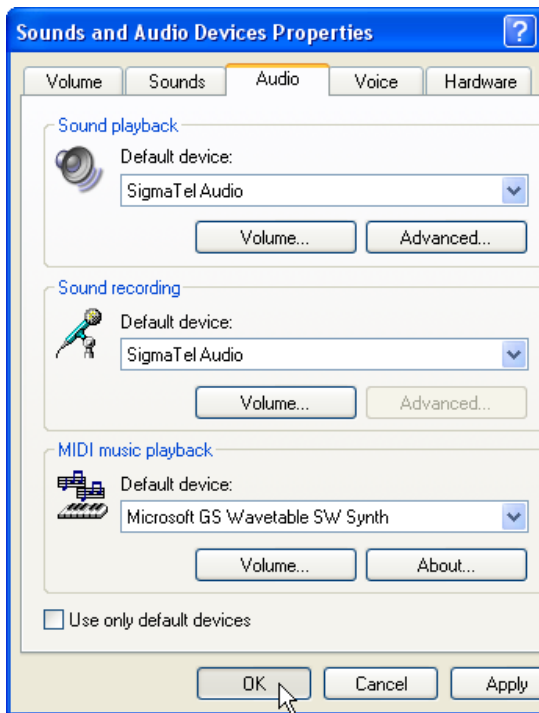 Sounds and Audio Devices Properties ?
Volume Sounds Audio Voice Hardware
Sound playback
Default device:
SigmaTel Audio
Volume... Advanced...
Sound recording
Default device:
SigmaTel Audio
Volume... Advanced...
MIDI music playback
Default device:
Microsoft GS Wavetable SW Synth
Volume... About...
Use only default devices
OK Cancel Apply